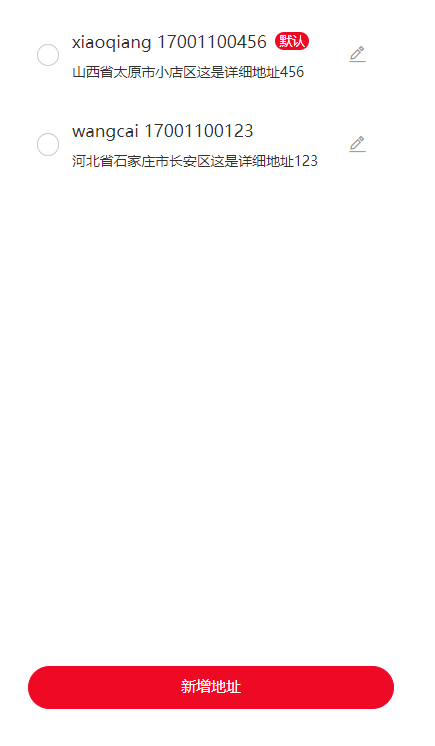 xiaoqiang 17001100456 默认
山西省太原市小店区这是详细地址456
wangcai 17001100123
河北省石家庄市长安区这是详细地址123
新增地址